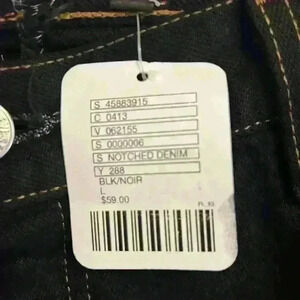 S 45883915
C 0413
V 062155
S 0000006
S NOTCHED DENIM
Y 288
BLK/NOIR
L
$59.00